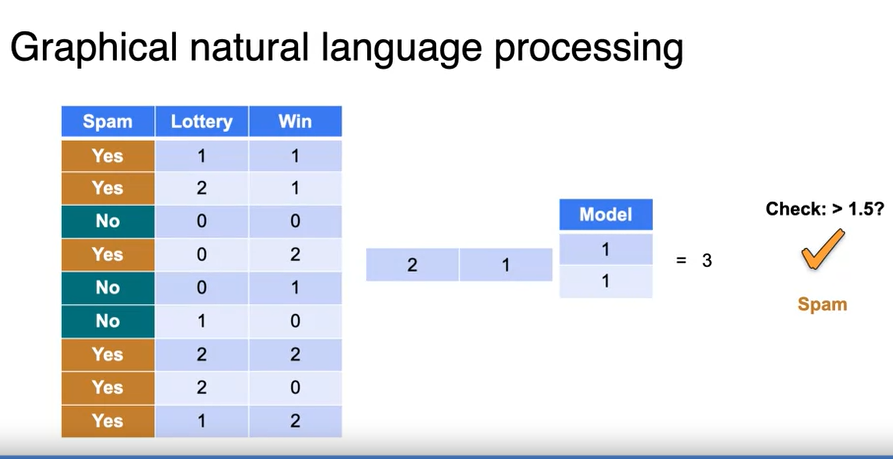 Graphical natural language processing
Spam Lottery Win
Yes 1 1
Yes 2 1
No 0 0
Yes 0 2
No 0 1
No 1 0
Yes 2 2
Yes 2 0
Yes 1 2
2 1
Model
1
1
= 3
Check: > 1.5?
Spam